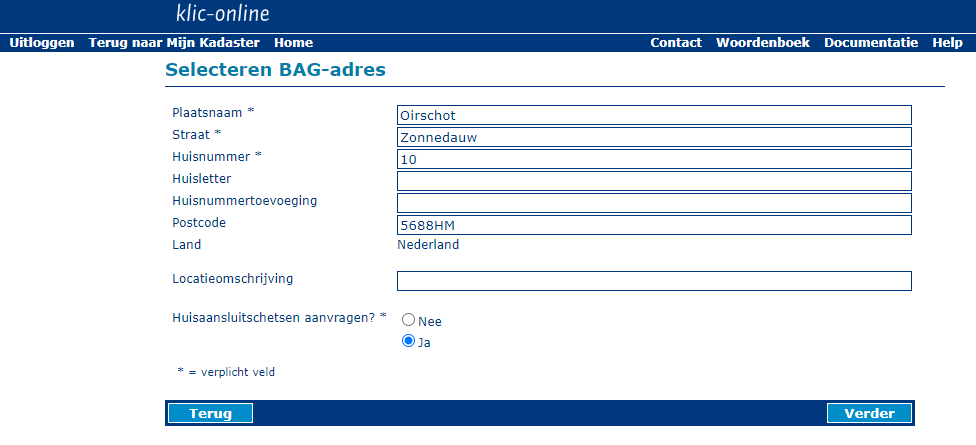 klic-online
Uitloggen Terug naar Mijn Kadaster Home Contact Woordenboek Documentatie Help
Selecteren BAG-adres
Plaatsnaam * Oirschot
Straat * Zonnedauw
Huisnummer * 10
Huisletter
Huisnummertoevoeging
Postcode 5688HM
Land Nederland
Locatieomschrijving
Huisaansluitschetsen aanvragen? * Nee
Ja
* = verplicht veld
Terug Verder